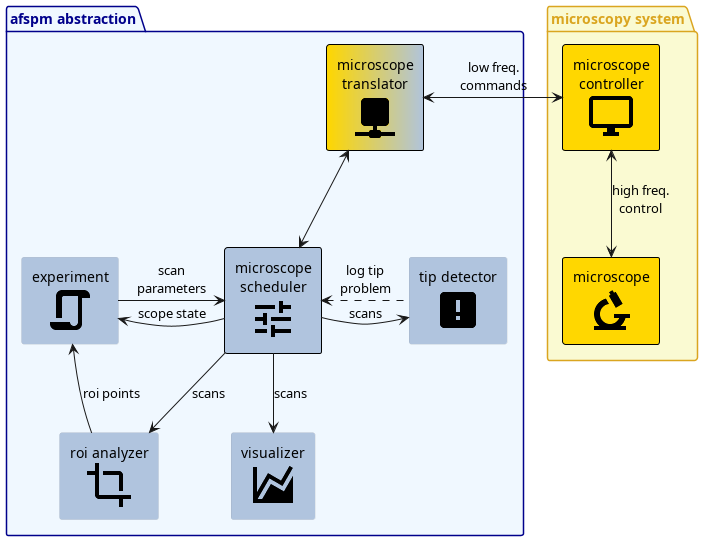 afspm abstraction
microscopy system
microscope
translator
low freq.
commands
microscope
controller
high freq.
control
experiment
scan
parameters
scope state
microscope
scheduler
log tip
problem
scans
tip detector
microscope
roi points
scans
scans
roi analyzer
visualizer